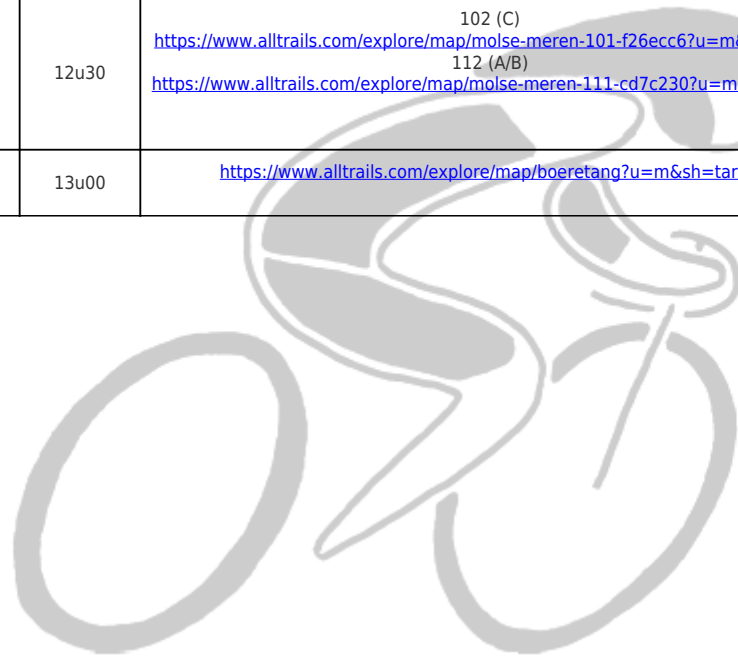 102 (C)
https://www.alltrails.com/explore/map/molse-meren-101-f26ecc6?u=m&
12u30
112 (A/B)
https://www.alltrails.com/explore/map/molse-meren-111-cd7c230?u=m
13u00
https://www.alltrails.com/explore/map/boeretang?u=m&sh=tar